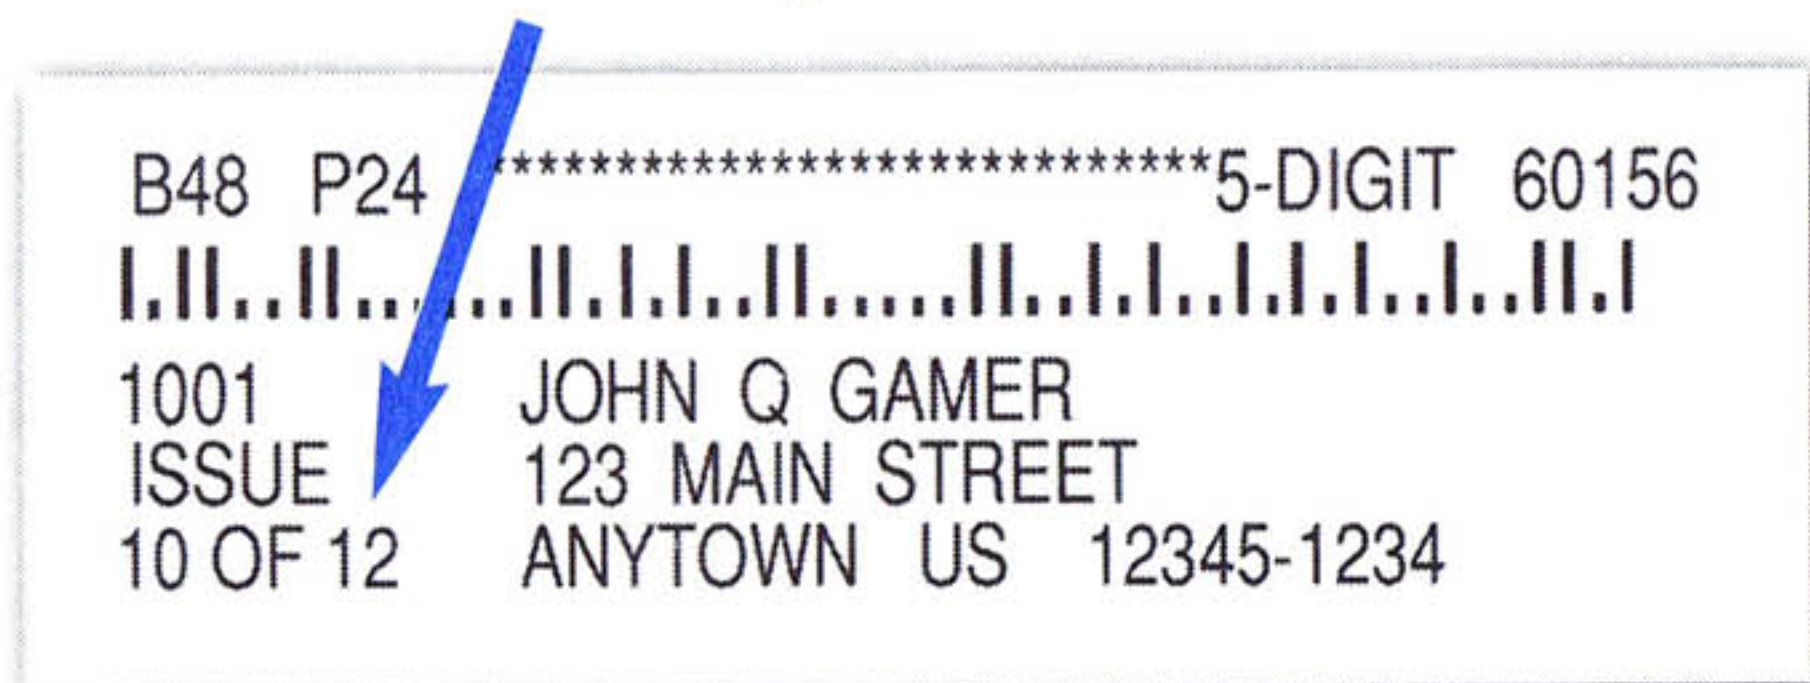 B48 P24 ****************************5-DIGIT 60156
1001 JOHN Q GAMER
ISSUE 123 MAIN STREET
10 OF 12 ANYTOWN US 12345-1234